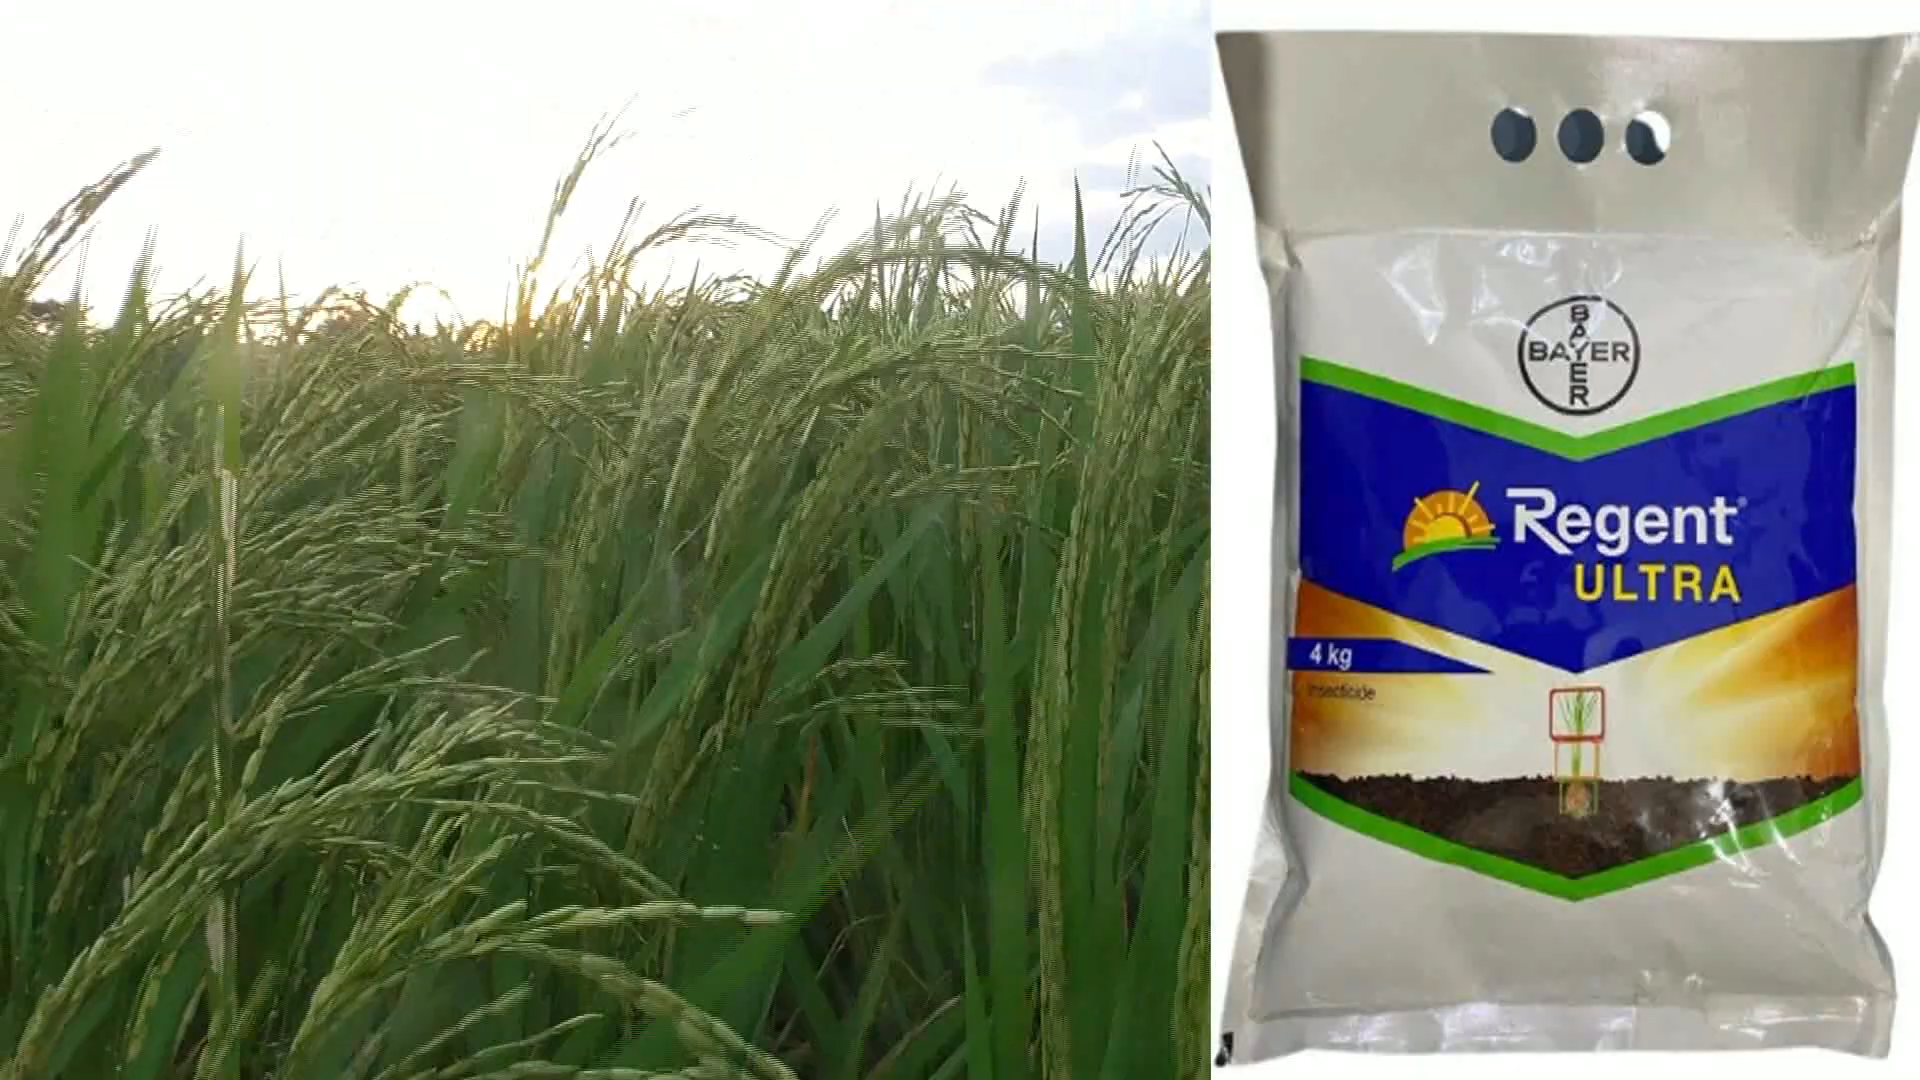 BAYER
BAYER
Regent
ULTRA
4 kg
Insecticide